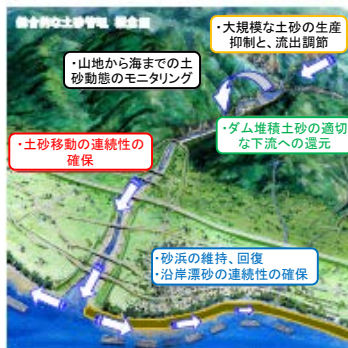 総合的な土砂管理 概念図
・大規模な土砂の生産
抑制と、流出調節
・山地から海までの土
砂動態のモニタリング
・ダム堆積土砂の適切
な下流への還元
・土砂移動の連続性の
確保
・砂浜の維持、回復
・沿岸漂砂の連続性の確保